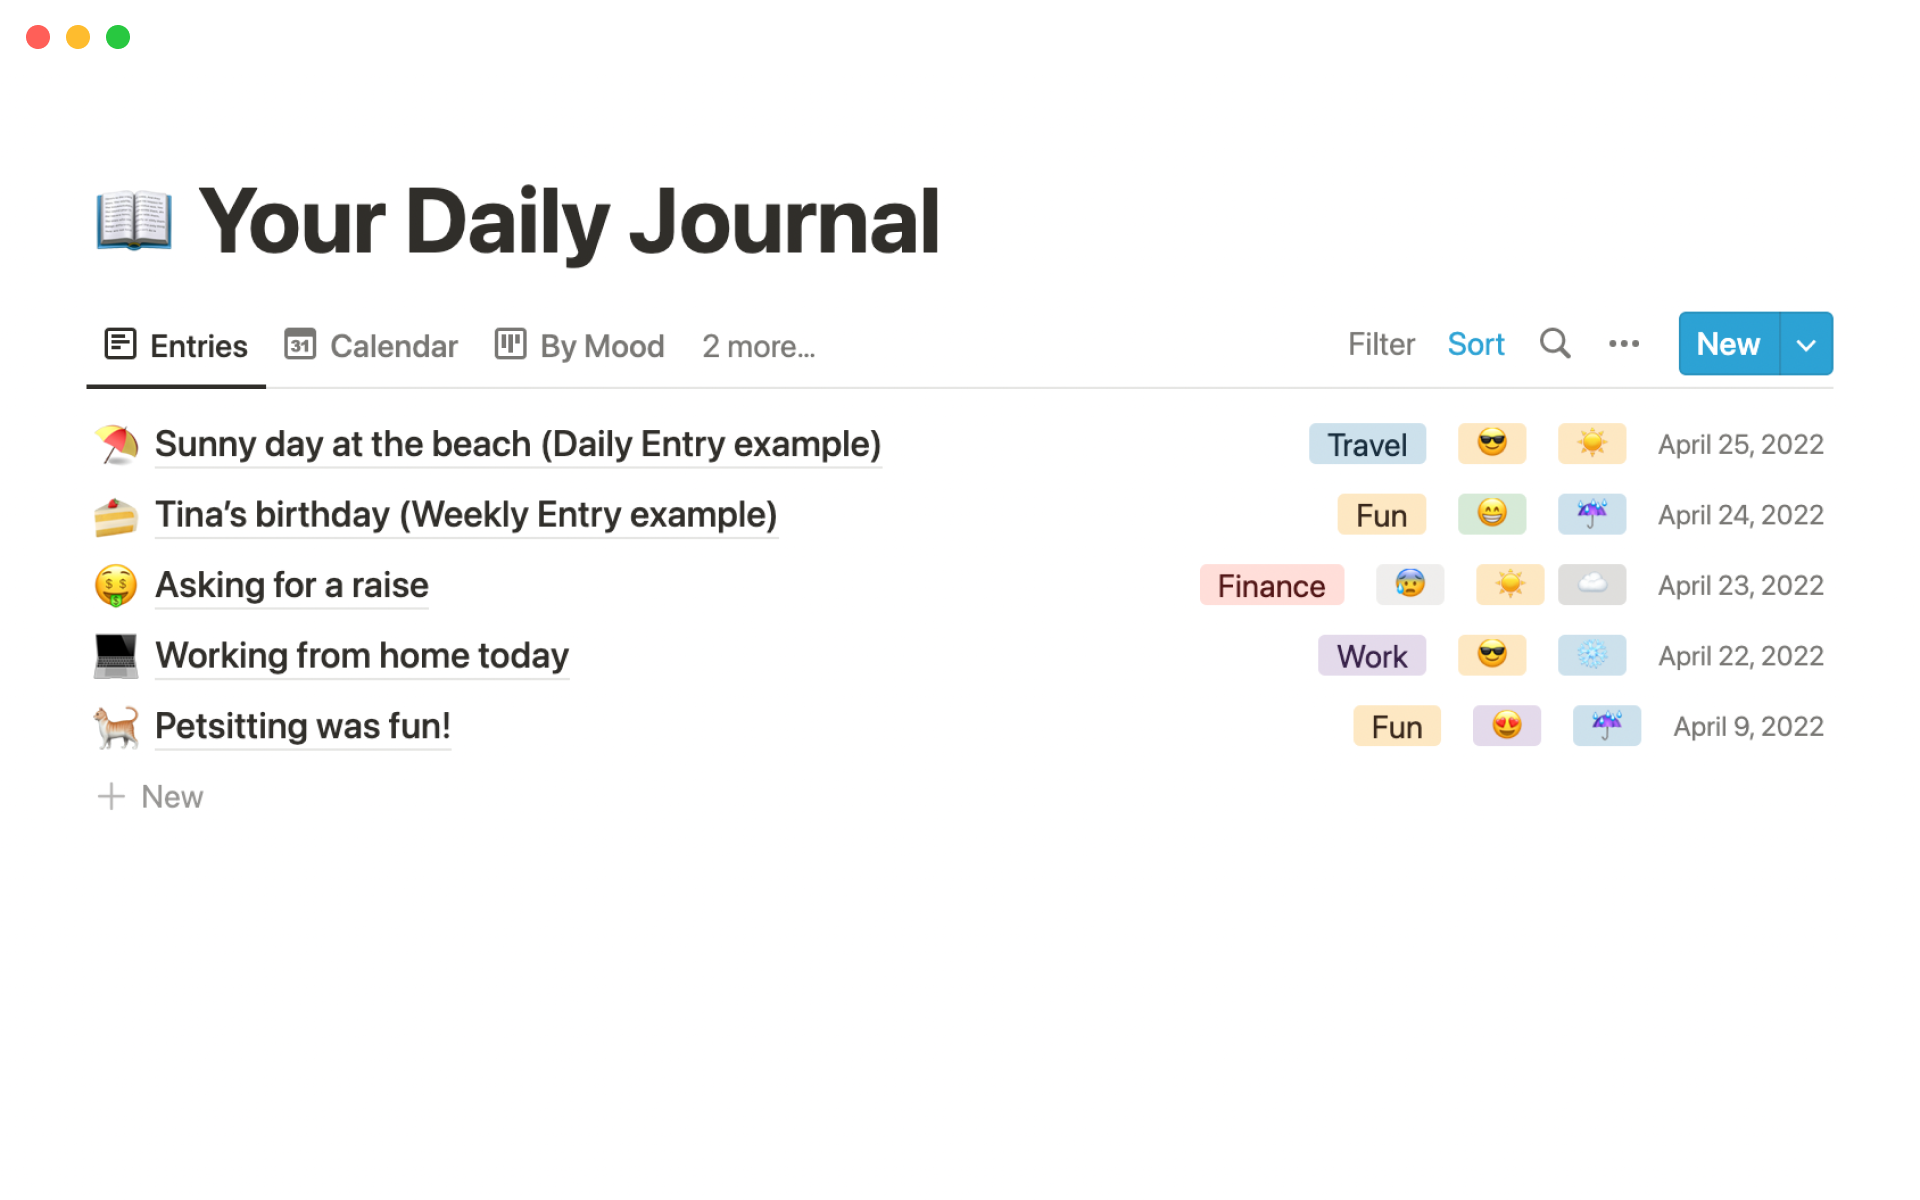 Your Daily Journal
Entries 31 Calendar By Mood 2 more... Filter Sort New
Sunny day at the beach (Daily Entry example) Travel April 25, 2022
Tina’s birthday (Weekly Entry example) Fun April 24, 2022
Asking for a raise Finance April 23, 2022
Working from home today Work April 22, 2022
Petsitting was fun! Fun April 9, 2022
New